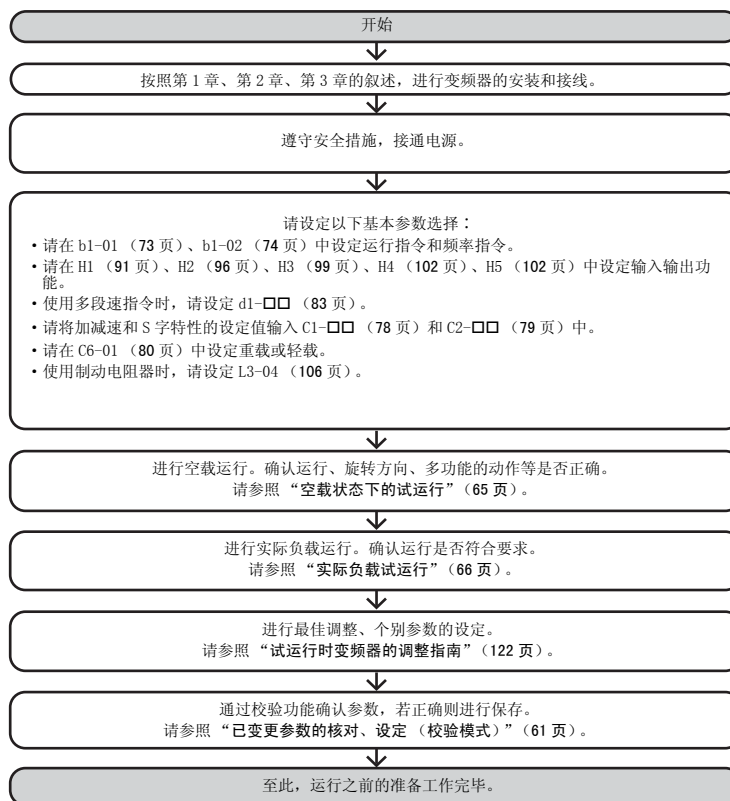 开始
按照第 1 章、第 2 章、第 3 章的叙述，进行变频器的安装和接线。
遵守安全措施，接通电源。
请设定以下基本参数选择：
• 请在 b1-01 （73 页）、b1-02 （74 页）中设定运行指令和频率指令。
• 请在 H1 （91 页）、H2 （96 页）、H3 （99 页）、H4 （102 页）、H5 （102 页）中设定输入输出功
能。
• 使用多段速指令时，请设定 d1-□□ （83 页）。
• 请将加减速和 S 字特性的设定值输入 C1-□□ （78 页）和 C2-□□ （79 页）中。
• 请在 C6-01 （80 页）中设定重载或轻载。
• 使用制动电阻器时，请设定 L3-04 （106 页）。
进行空载运行。确认运行、旋转方向、多功能的动作等是否正确。
请参照 “空载状态下的试运行”（65 页）。
进行实际负载运行。确认运行是否符合要求。
请参照 “实际负载试运行”（66 页）。
进行最佳调整、个别参数的设定。
请参照 “试运行时变频器的调整指南”（122 页）。
通过校验功能确认参数，若正确则进行保存。
请参照 “已变更参数的核对、设定 （校验模式）”（61 页）。
至此，运行之前的准备工作完毕。